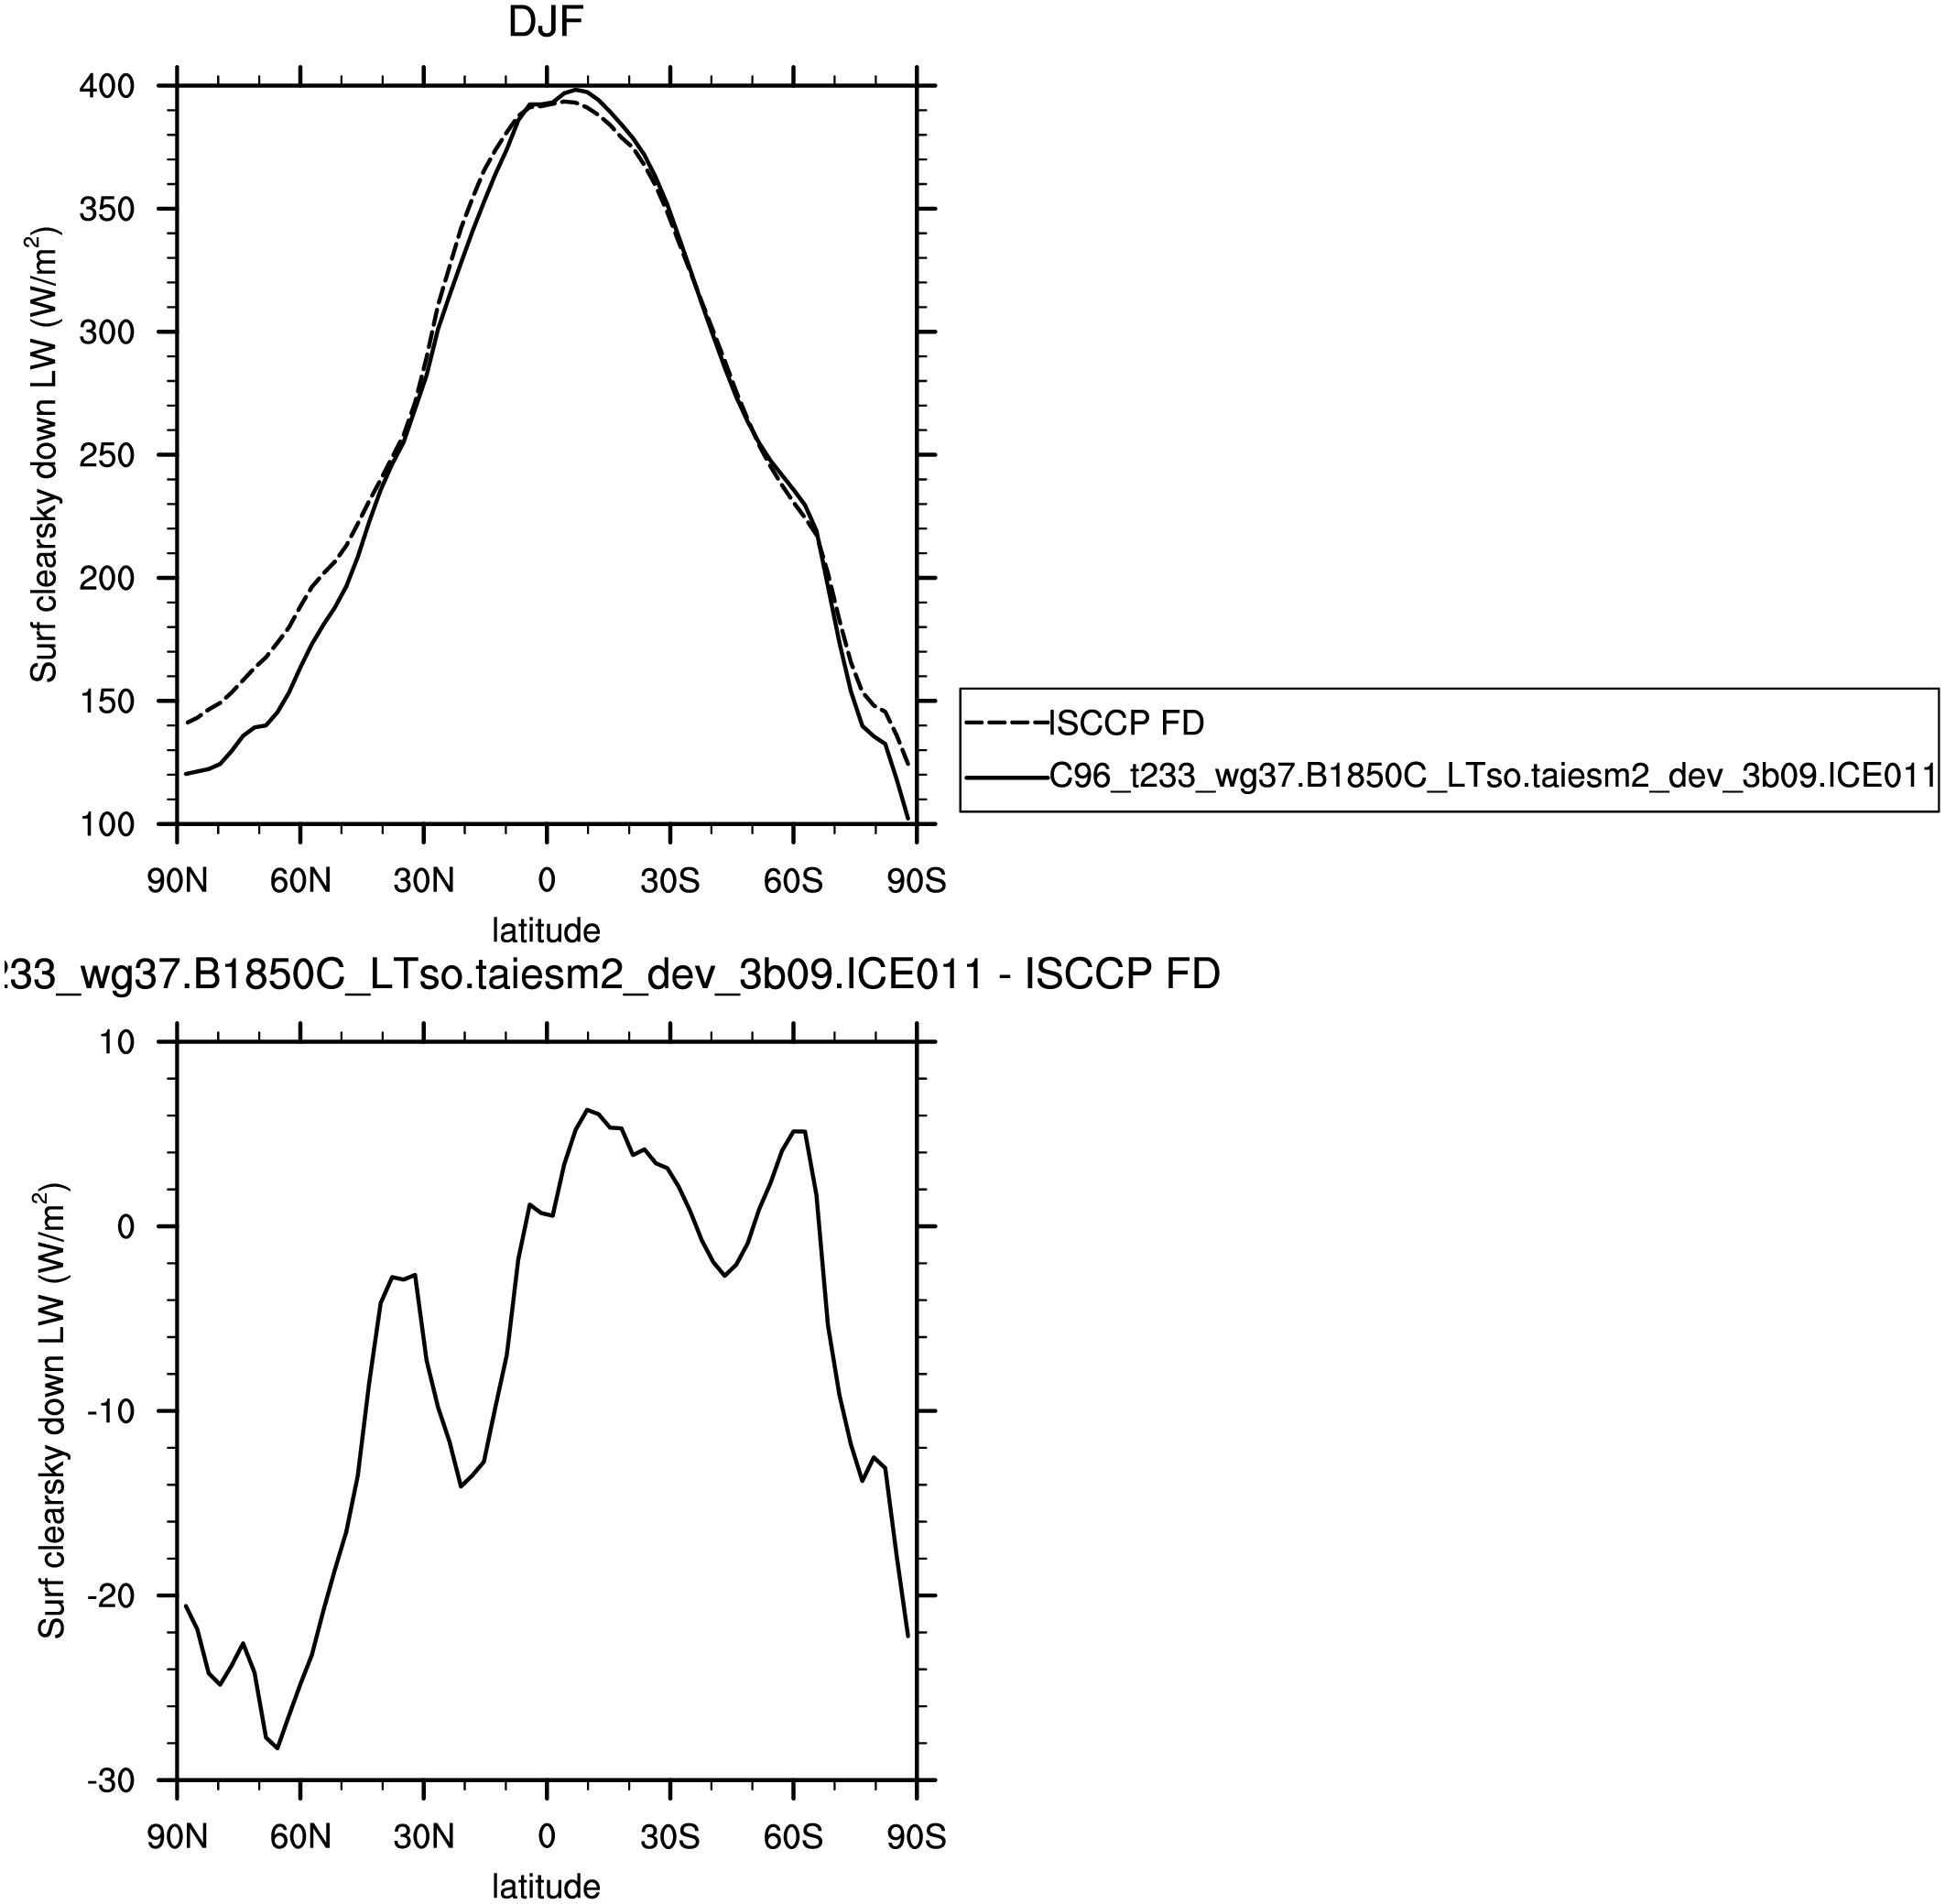 DJF
Surf clearsky down LW (W/m²)
400
350
300
250
200
150
100
90N 60N 30N 0 30S 60S 90S
latitude
ISCCP FD
C96_t233_wg37.B1850C_LTso.taiesm2_dev_3b09.ICE011
33_wg37.B1850C_LTso.taiesm2_dev_3b09.ICE011 - ISCCP FD
Surf clearsky down LW (W/m²)
10
0
-10
-20
-30
90N 60N 30N 0 30S 60S 90S
latitude